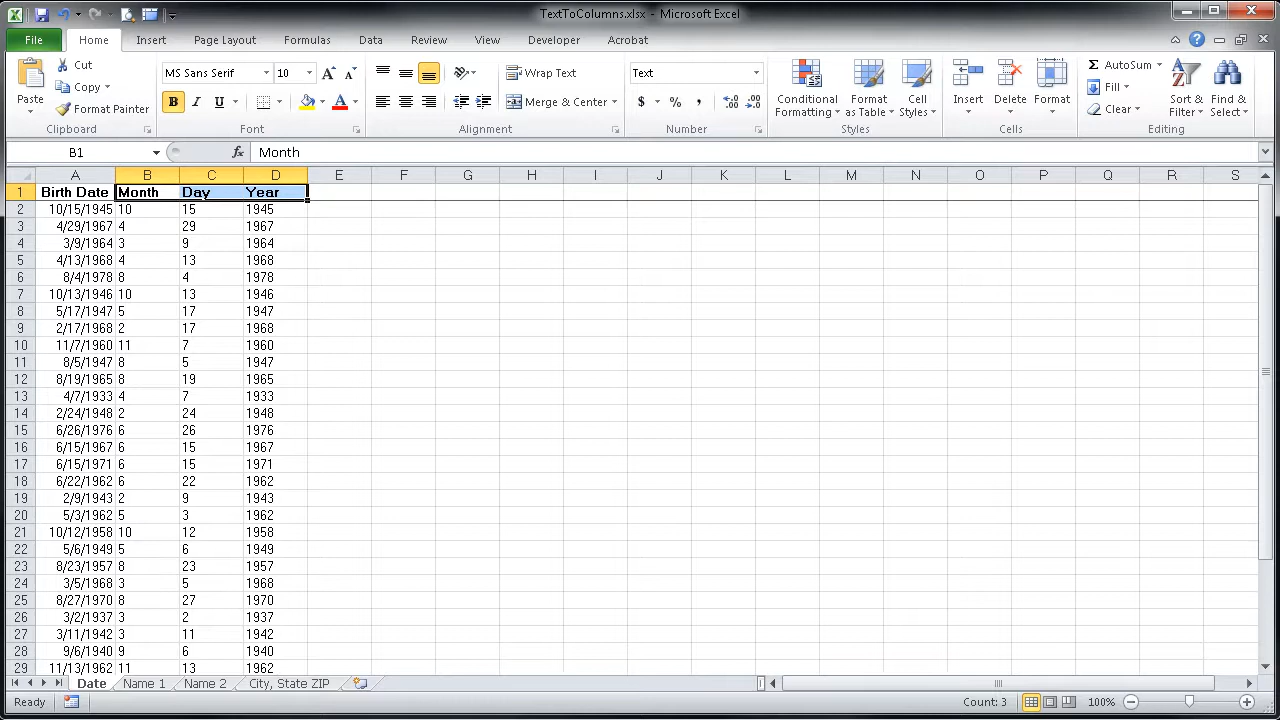 TextToColumns.xlsx - Microsoft Excel
File Home Insert Page Layout Formulas Data Review View Developer Acrobat
Paste Cut Copy Format Painter
MS Sans Serif 10
B I U
Wrap Text
Merge & Center
Text
$ % ,
Conditional Formatting Format as Table Cell Styles
Insert Delete Format
AutoSum Fill Clear
Sort & Filter Find & Select
Clipboard Font Alignment Number Styles Cells Editing
B1 fx Month
A B C D E F G H I J K L M N O P Q R S
1 Birth Date Month Day Year
2 10/15/1945 10 15 1945
3 4/29/1967 4 29 1967
4 3/9/1964 3 9 1964
5 4/13/1968 4 13 1968
6 8/4/1978 8 4 1978
7 10/13/1946 10 13 1946
8 5/17/1947 5 17 1947
9 2/17/1968 2 17 1968
10 11/7/1960 11 7 1960
11 8/5/1947 8 5 1947
12 8/19/1965 8 19 1965
13 4/7/1933 4 7 1933
14 2/24/1948 2 24 1948
15 6/26/1976 6 26 1976
16 6/15/1967 6 15 1967
17 6/15/1971 6 15 1971
18 6/22/1962 6 22 1962
19 2/9/1943 2 9 1943
20 5/3/1962 5 3 1962
21 10/12/1958 10 12 1958
22 5/6/1949 5 6 1949
23 8/23/1957 8 23 1957
24 3/5/1968 3 5 1968
25 8/27/1970 8 27 1970
26 3/2/1937 3 2 1937
27 3/11/1942 3 11 1942
28 9/6/1940 9 6 1940
29 11/13/1962 11 13 1962
Date Name 1 Name 2 City, State ZIP
Ready Count: 3 100%